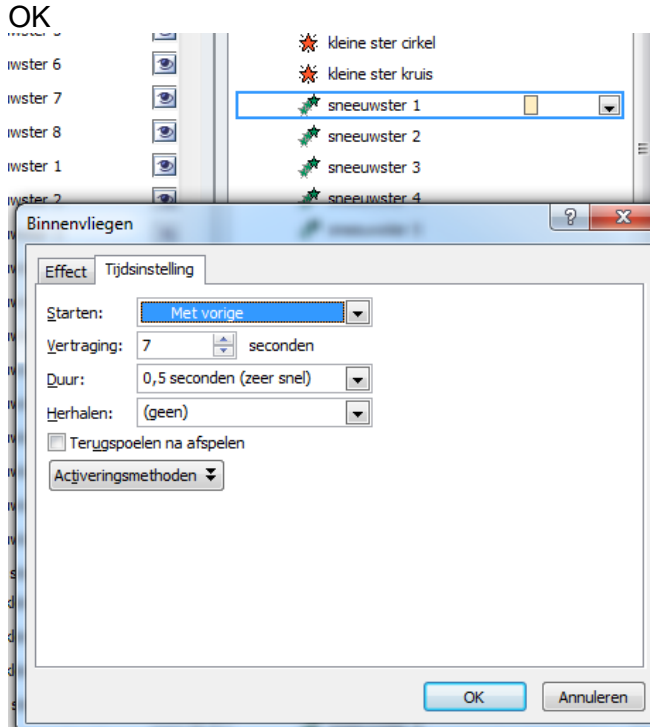 OK
kleine ster cirkel
wster 6
kleine ster kruis
wster 7
sneeuwster 1
wster 8
sneeuwster 2
wster 1
sneeuwster 3
wster 2
sneeuwster 4
Binnenvliegen
?
X
Effect
Tijdsinstelling
Starten:
Met vorige
Vertraging:
7
seconden
Duur:
0,5 seconden (zeer snel)
Herhalen:
(geen)
Terugspoelen na afspelen
Activeringsmethoden
OK
Annuleren